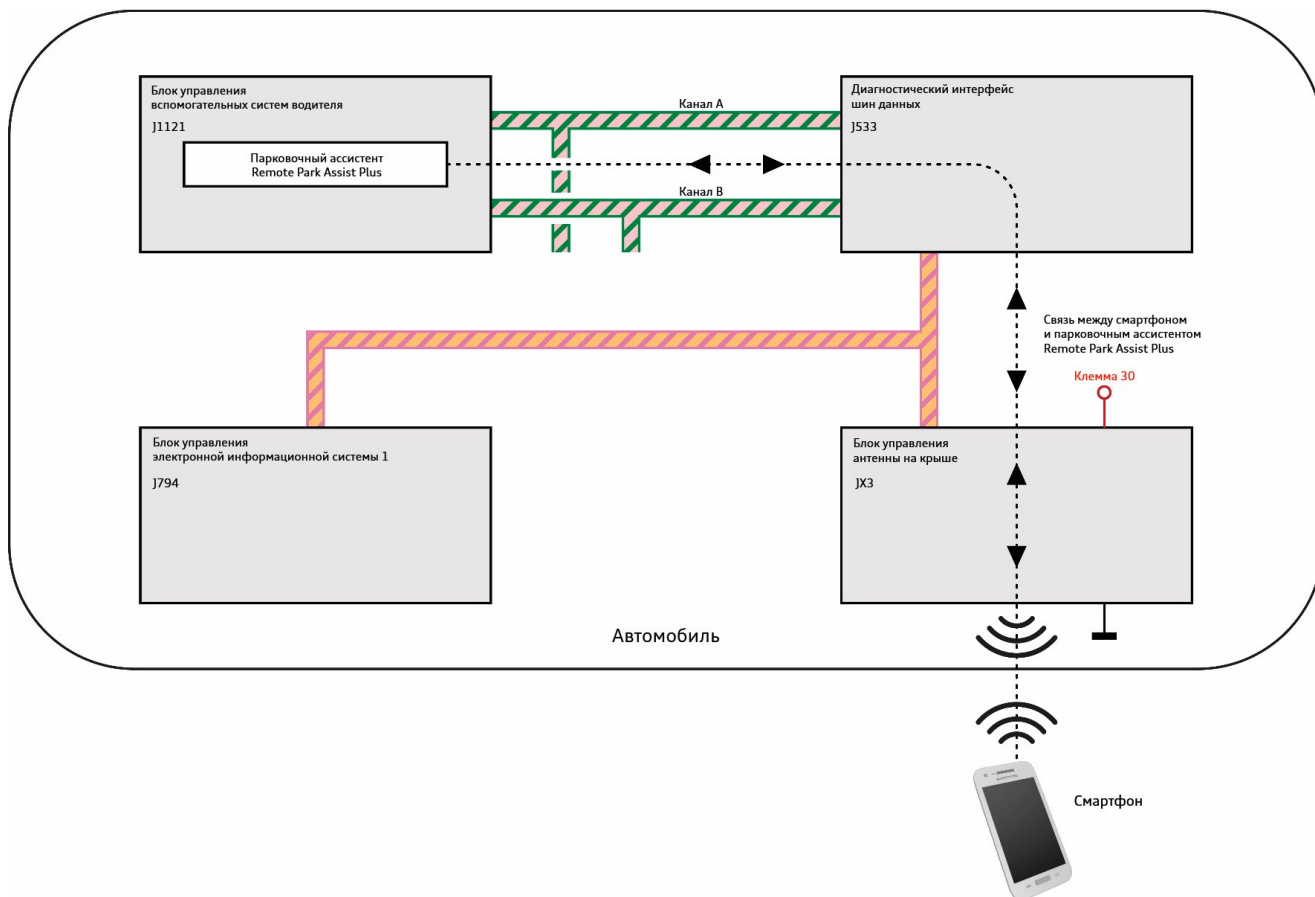 Блок управления
вспомогательных систем водителя
J1121
Парковочный ассистент
Remote Park Assist Plus
Канал A
Канал B
Диагностический интерфейс
шин данных
J533
Связь между смартфоном
и парковочным ассистентом
Remote Park Assist Plus
Клемма 30
Блок управления
электронной информационной системы 1
J794
Блок управления
антенны на крыше
JX3
Автомобиль
Смартфон